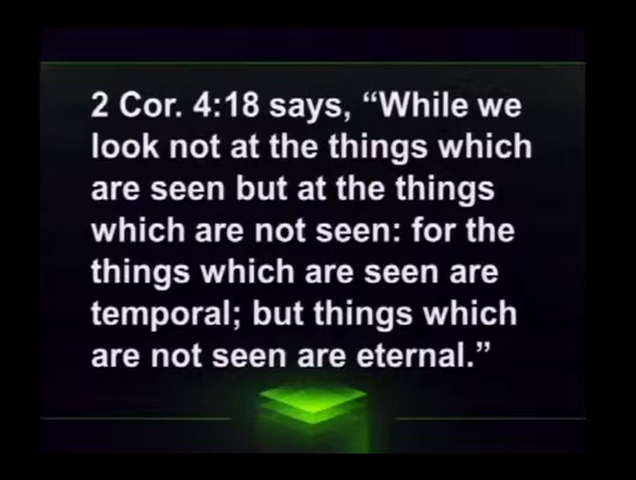 2 Cor. 4:18 says, “While we
look not at the things which
are seen but at the things
which are not seen: for the
things which are seen are
temporal; but things which
are not seen are eternal.”